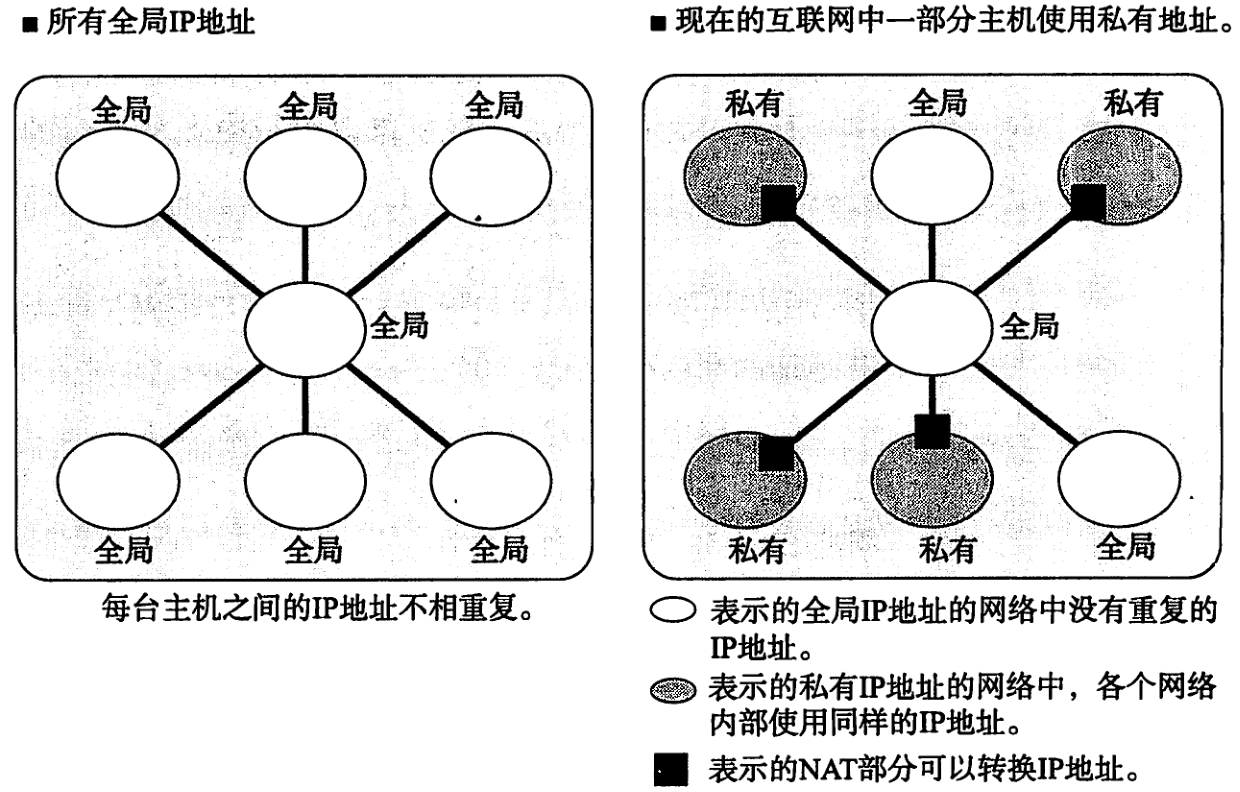 ■ 所有全局IP地址
全局 全局 全局
全局
全局 全局 全局
每台主机之间的IP地址不相重复。
■ 现在的互联网中一部分主机使用私有地址。
私有 全局 私有
全局
私有 私有 全局
表示的全局IP地址的网络中没有重复的
IP地址。
表示的私有IP地址的网络中，各个网络
内部使用同样的IP地址。
表示的NAT部分可以转换IP地址。